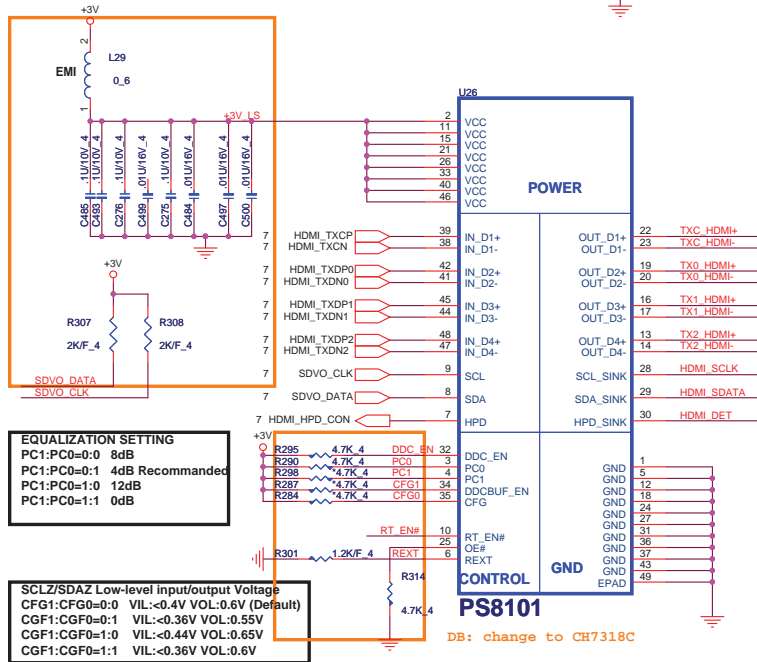 +3V
2
L29
EMI
0_6
1
+3V_LS
.1U/10V_4
.1U/10V_4
.1U/10V_4
.01U/16V_4
.1U/10V_4
.01U/16V_4
.01U/16V_4
.01U/16V_4
C485
C493
C276
C499
C275
C484
C497
C500
+3V
R307
R308
2K/F_4
2K/F_4
SDVO_DATA
SDVO_CLK
U26
2 VCC
11 VCC
15 VCC
21 VCC
26 VCC
33 VCC
40 VCC
46 VCC
POWER
7 HDMI_TXCP 39 IN_D1+ OUT_D1+ 22 TXC_HDMI+
7 HDMI_TXCN 38 IN_D1- OUT_D1- 23 TXC_HDMI-
7 HDMI_TXDP0 42 IN_D2+ OUT_D2+ 19 TX0_HDMI+
7 HDMI_TXDN0 41 IN_D2- OUT_D2- 20 TX0_HDMI-
7 HDMI_TXDP1 45 IN_D3+ OUT_D3+ 16 TX1_HDMI+
7 HDMI_TXDN1 44 IN_D3- OUT_D3- 17 TX1_HDMI-
7 HDMI_TXDP2 48 IN_D4+ OUT_D4+ 13 TX2_HDMI+
7 HDMI_TXDN2 47 IN_D4- OUT_D4- 14 TX2_HDMI-
7 SDVO_CLK 9 SCL SCL_SINK 28 HDMI_SCLK
7 SDVO_DATA 8 SDA SDA_SINK 29 HDMI_SDATA
7 HDMI_HPD_CON 7 HPD HPD_SINK 30 HDMI_DET
EQUALIZATION SETTING
PC1:PC0=0:0 8dB
PC1:PC0=0:1 4dB Recommanded
PC1:PC0=1:0 12dB
PC1:PC0=1:1 0dB
+3V
R295 4.7K_4 DDC_EN 32 DDC_EN
R290 *4.7K_4 PC0 3 PC0
R298 *4.7K_4 PC1 4 PC1
R287 *4.7K_4 CFG1 34 DDCBUF_EN
R284 *4.7K_4 CFG0 35 CFG
RT_EN# 10 RT_EN#
25 OE#
R301 1.2K/F_4 REXT 6 REXT
R314
4.7K_4
GND 1
GND 5
GND 12
GND 18
GND 24
GND 27
GND 31
GND 36
GND 37
GND 43
EPAD 49
CONTROL
GND
PS8101
DB: change to CH7318C
SCLZ/SDAZ Low-level input/output Voltage
CFG1:CFG0=0:0 VIL:<0.4V VOL:0.6V (Default)
CGF1:CGF0=0:1 VIL:<0.36V VOL:0.55V
CGF1:CGF0=1:0 VIL:<0.44V VOL:0.65V
CGF1:CGF0=1:1 VIL:<0.36V VOL:0.6V